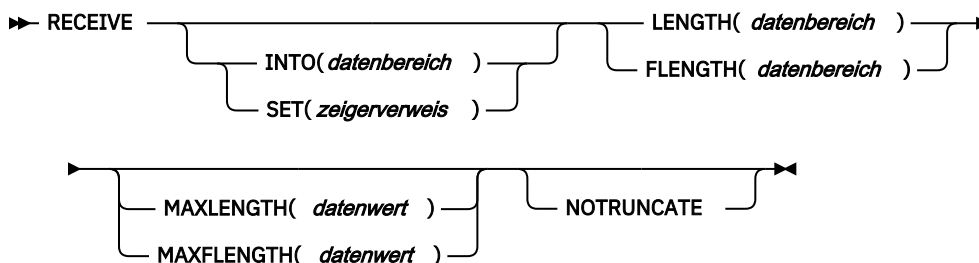 RECEIVE LENGTH( datenbereich )
INTO( datenbereich ) FLENGTH( datenbereich )
SET( zeigerverweis )
MAXLENGTH( datenwert ) NOTRUNCATE
MAXFLENGTH( datenwert )